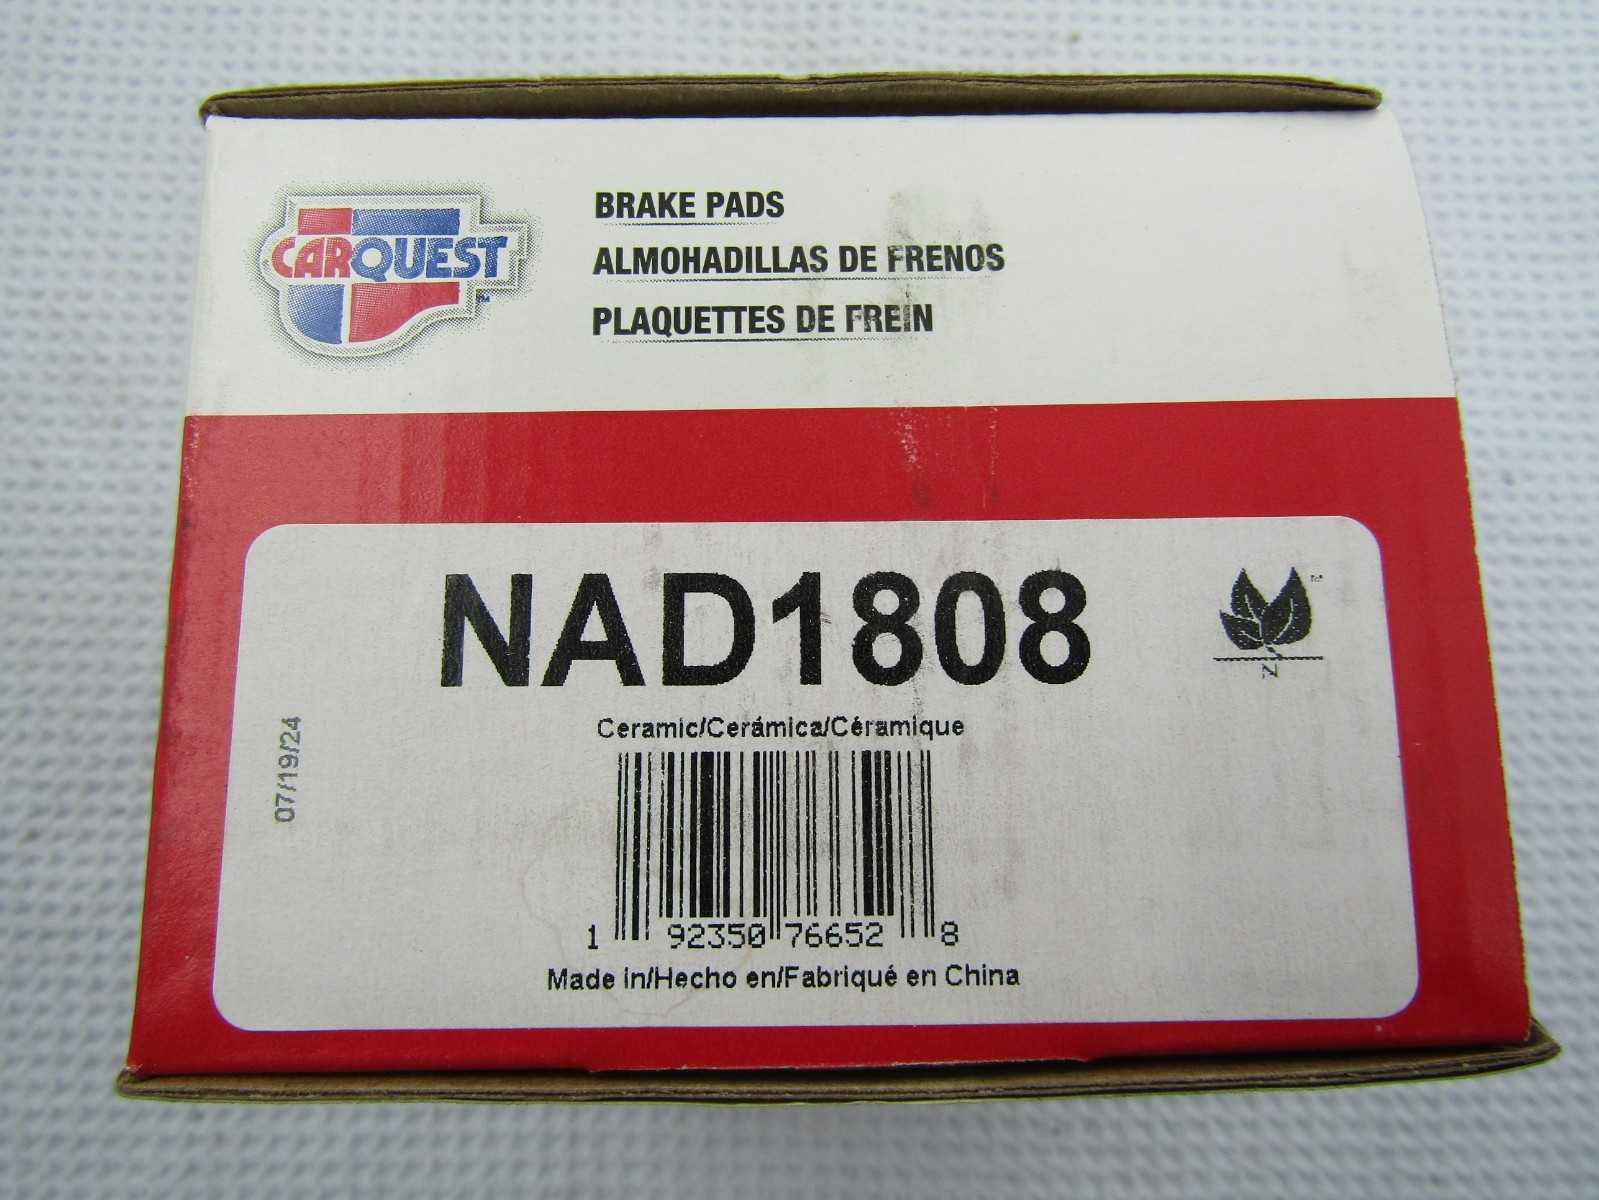 CARQUEST
BRAKE PADS
ALMOHADILLAS DE FRENOS
PLAQUETTES DE FREIN
NAD1808
Ceramic/Cerámica/Céramique
07/19/24
1 92350 76652 8
Made in/Hecho en/Fabriqué en China
N